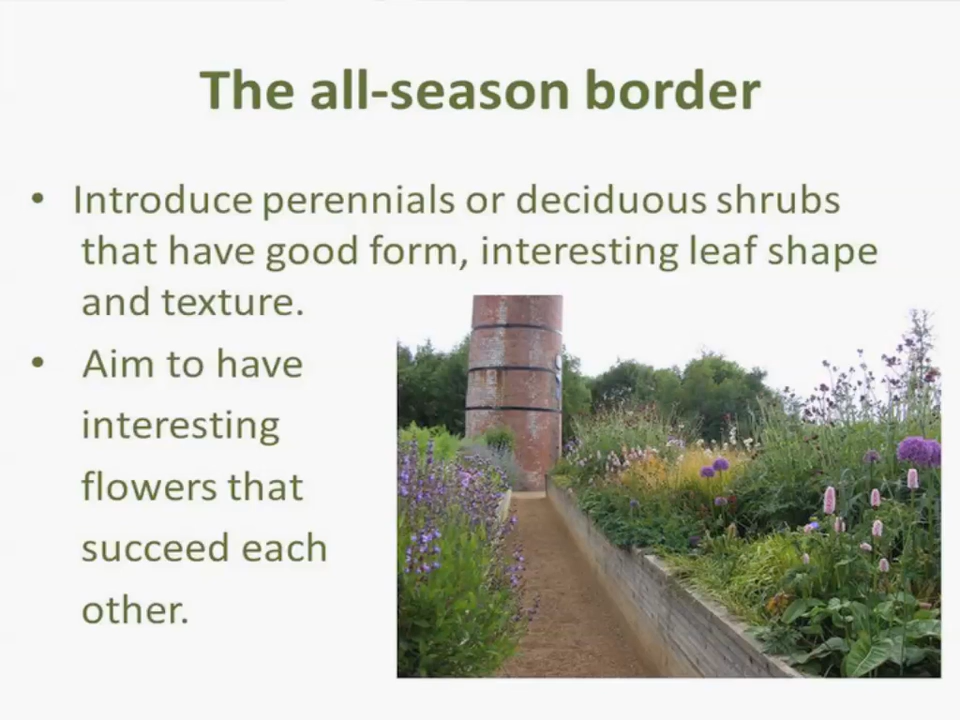 The all-season border
• Introduce perennials or deciduous shrubs
that have good form, interesting leaf shape
and texture.
• Aim to have
interesting
flowers that
succeed each
other.